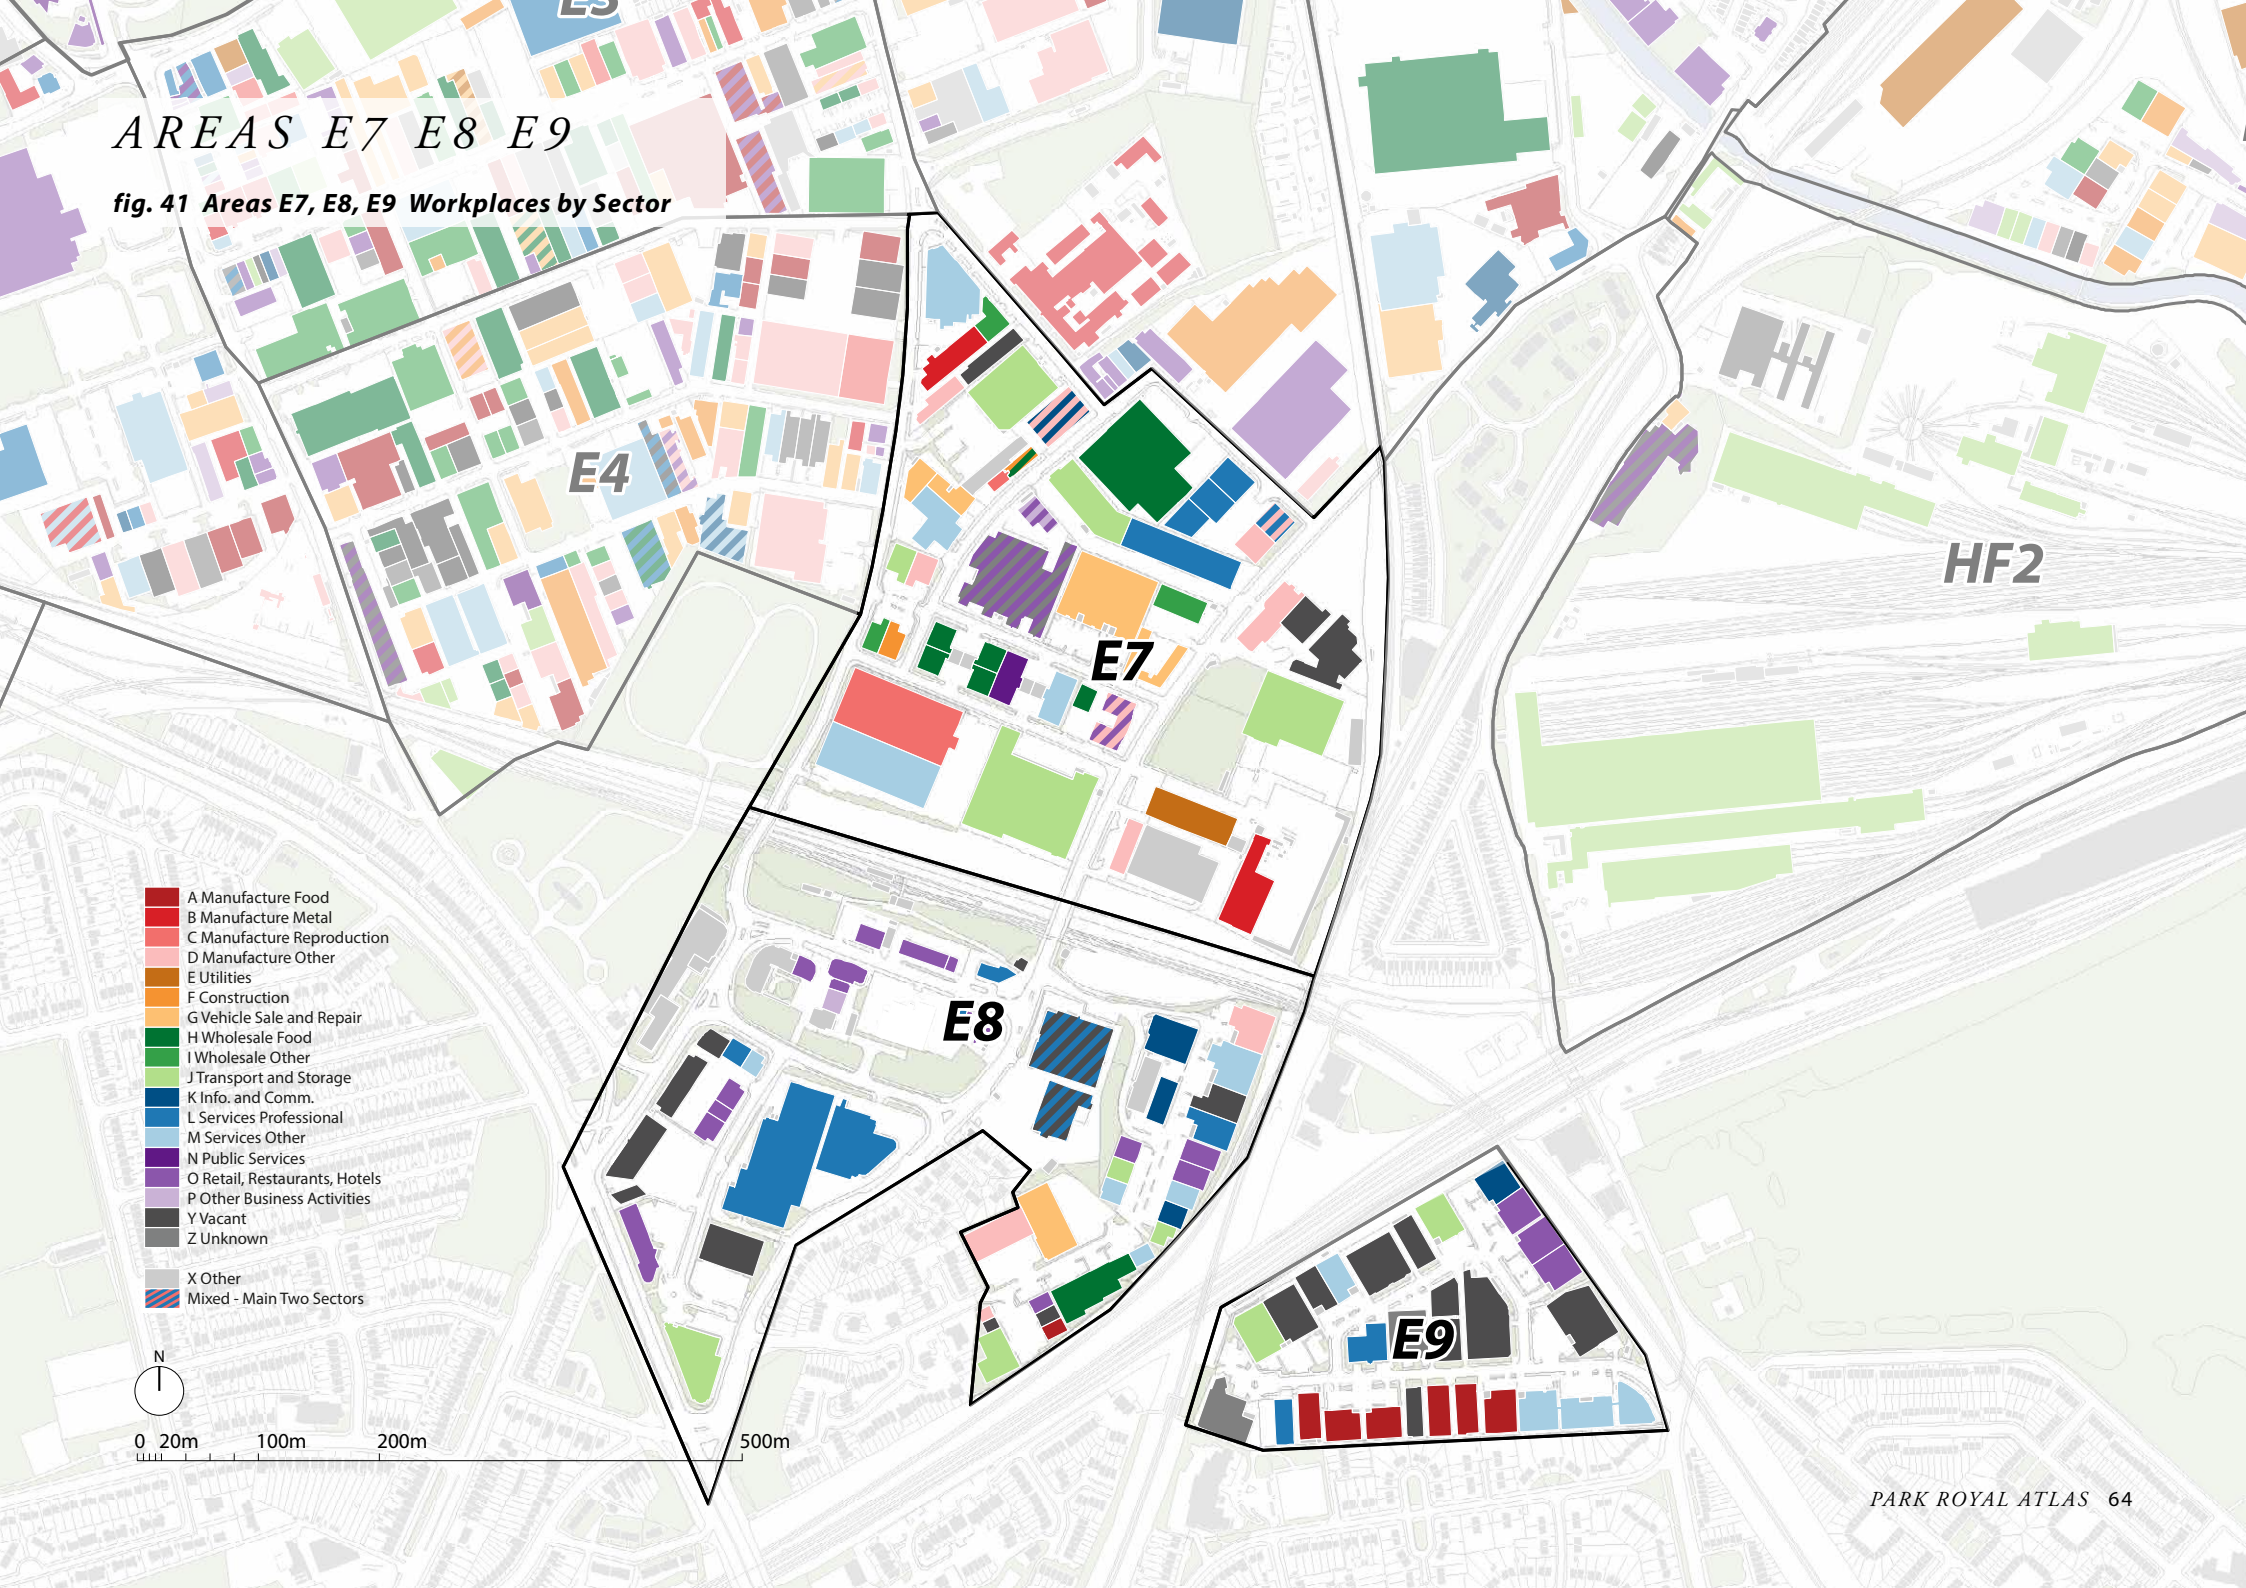 E3
AREAS E7 E8 E9
fig. 41 Areas E7, E8, E9 Workplaces by Sector
E4
HF2
E7
E8
E9
A Manufacture Food
B Manufacture Metal
C Manufacture Reproduction
D Manufacture Other
E Utilities
F Construction
G Vehicle Sale and Repair
H Wholesale Food
I Wholesale Other
J Transport and Storage
K Info. and Comm.
L Services Professional
M Services Other
N Public Services
O Retail, Restaurants, Hotels
P Other Business Activities
Y Vacant
Z Unknown
X Other
Mixed - Main Two Sectors
N
0 20m 100m 200m 500m
PARK ROYAL ATLAS 64